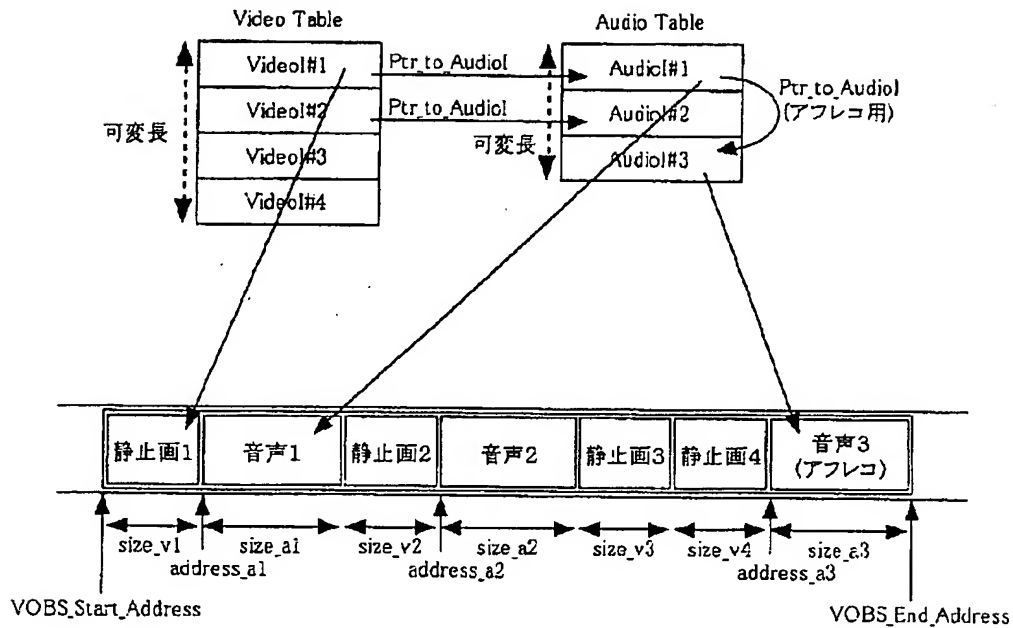 Video Table
Audio Table
可変長
VideoI#1
VideoI#2
VideoI#3
VideoI#4
Ptr_to_AudioI
Ptr_to_AudioI
可変長
AudioI#1
AudioI#2
AudioI#3
Ptr_to_AudioI
(アフレコ用)
静止画1
音声1
静止画2
音声2
静止画3
静止画4
音声3
(アフレコ)
size_v1
size_a1
size_v2
size_a2
size_v3
size_v4
size_a3
address_a1
address_a2
address_a3
VOBS_Start_Address
VOBS_End_Address